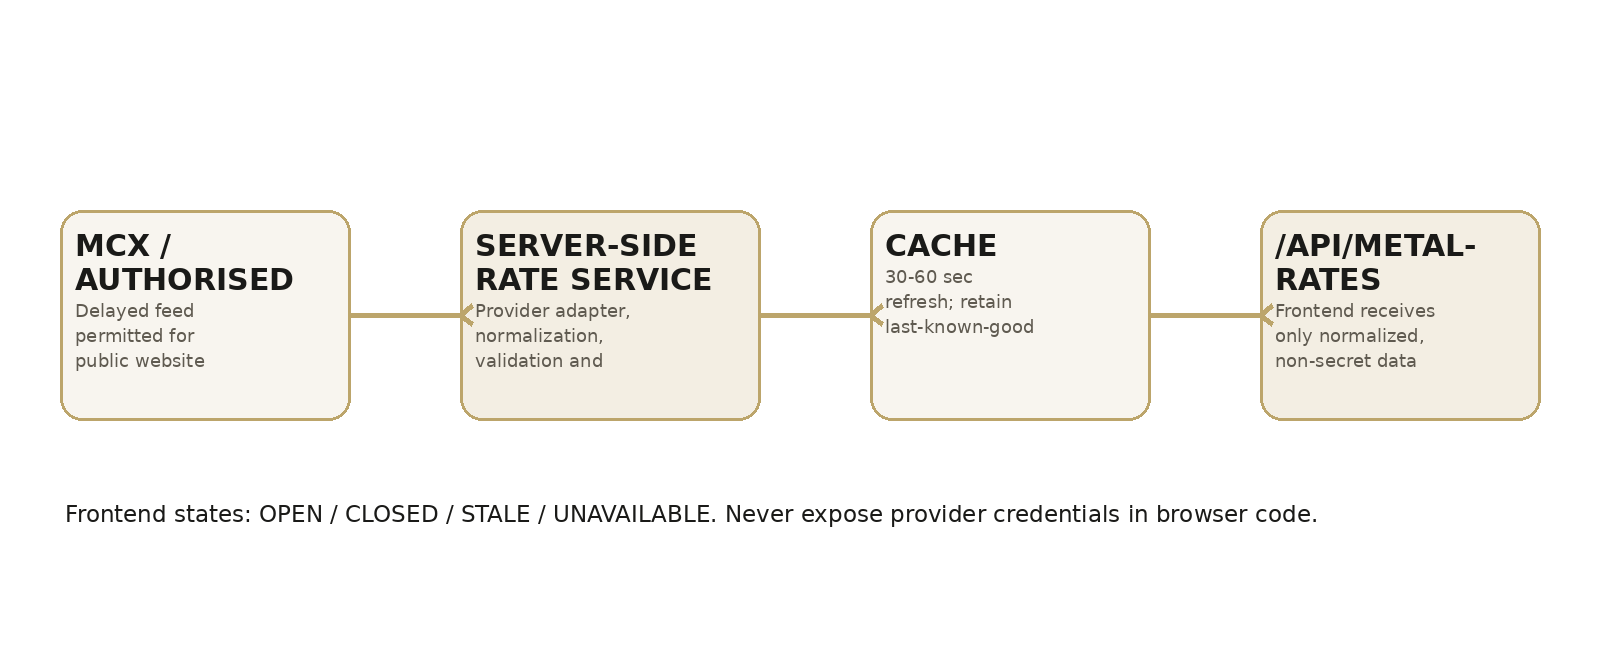 MCX /
AUTHORISED
Delayed feed
permitted for
public website
SERVER-SIDE
RATE SERVICE
Provider adapter,
normalization,
validation and
CACHE
30-60 sec
refresh; retain
last-known-good
/API/METAL-
RATES
Frontend receives
only normalized,
non-secret data
Frontend states: OPEN / CLOSED / STALE / UNAVAILABLE. Never expose provider credentials in browser code.